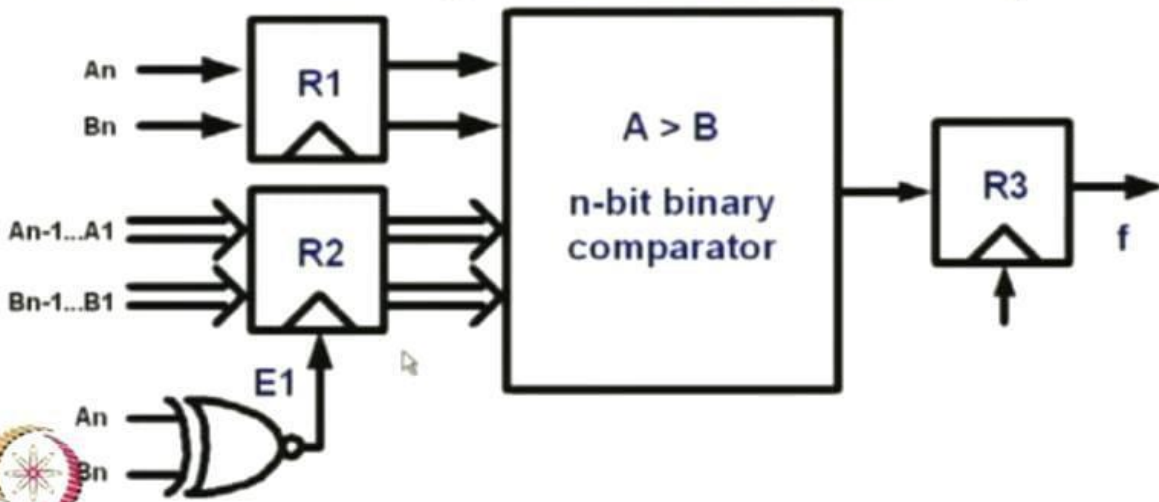 An
R1
Bn
A > B
n-bit binary
comparator
R3
f
An-1...A1
R2
Bn-1...B1
E1
An
Bn